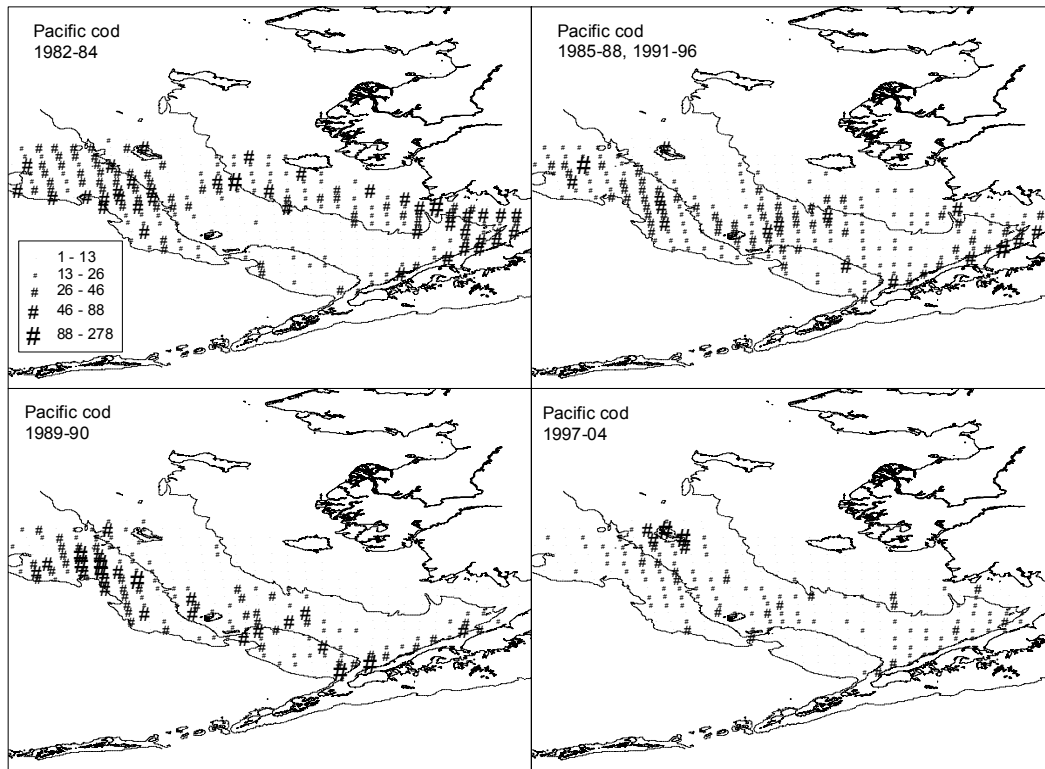 Pacific cod
1982-84
Pacific cod
1985-88, 1991-96
1 - 13
# 13 - 26
# 26 - 46
# 46 - 88
# 88 - 278
Pacific cod
1989-90
Pacific cod
1997-04